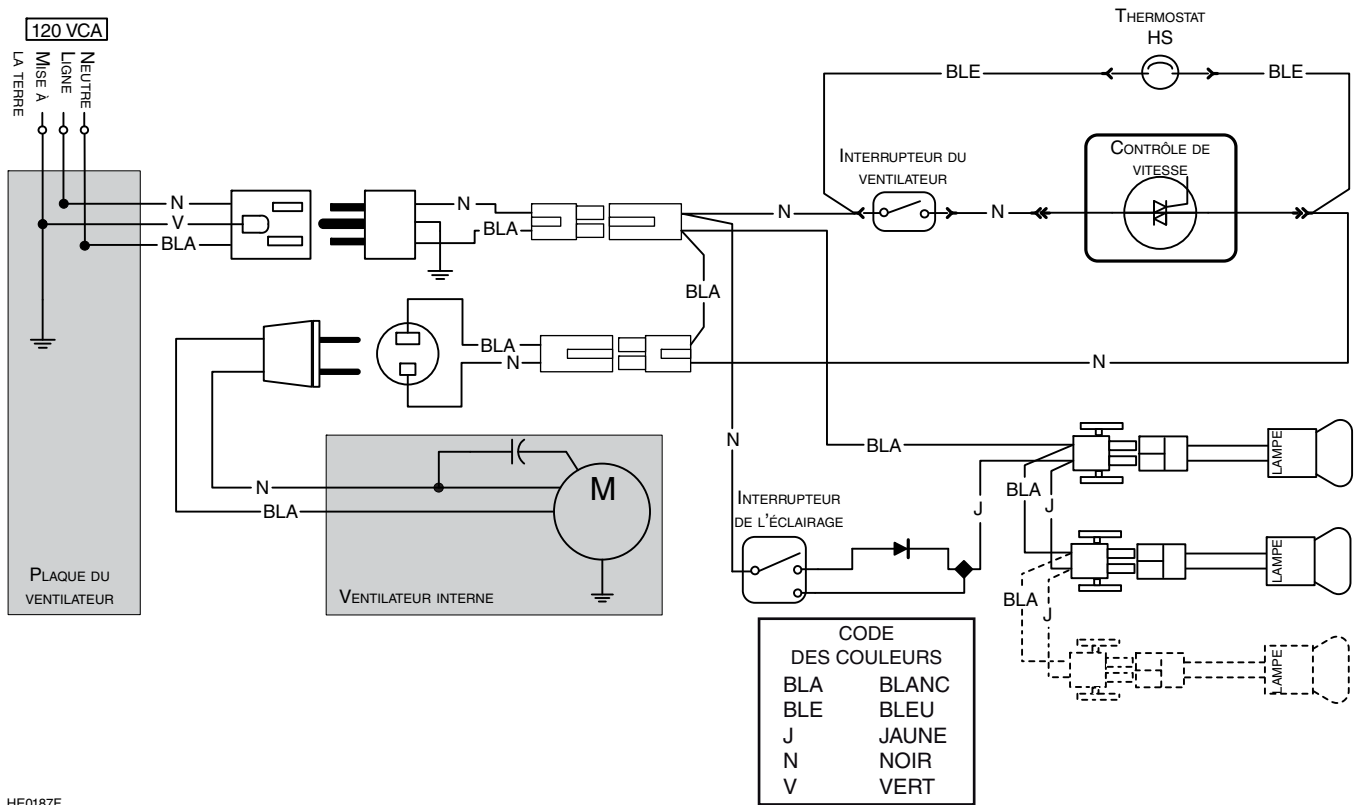 120 VCA
NEUTRE
LIGNE
MISE À
LA TERRE
N
V
BLA
N
BLA
BLA
BLA
N
N
BLA
M
VENTILATEUR INTERNE
PLAQUE DU
VENTILATEUR
THERMOSTAT
HS
BLE
BLE
INTERRUPTEUR DU
VENTILATEUR
CONTRÔLE DE
VITESSE
N
N
N
N
BLA
INTERRUPTEUR
DE L'ÉCLAIRAGE
J
BLA
J
BLA
J
LAMPE
LAMPE
LAMPE
CODE
DES COULEURS
BLA BLANC
BLE BLEU
J JAUNE
N NOIR
V VERT
HE0187F